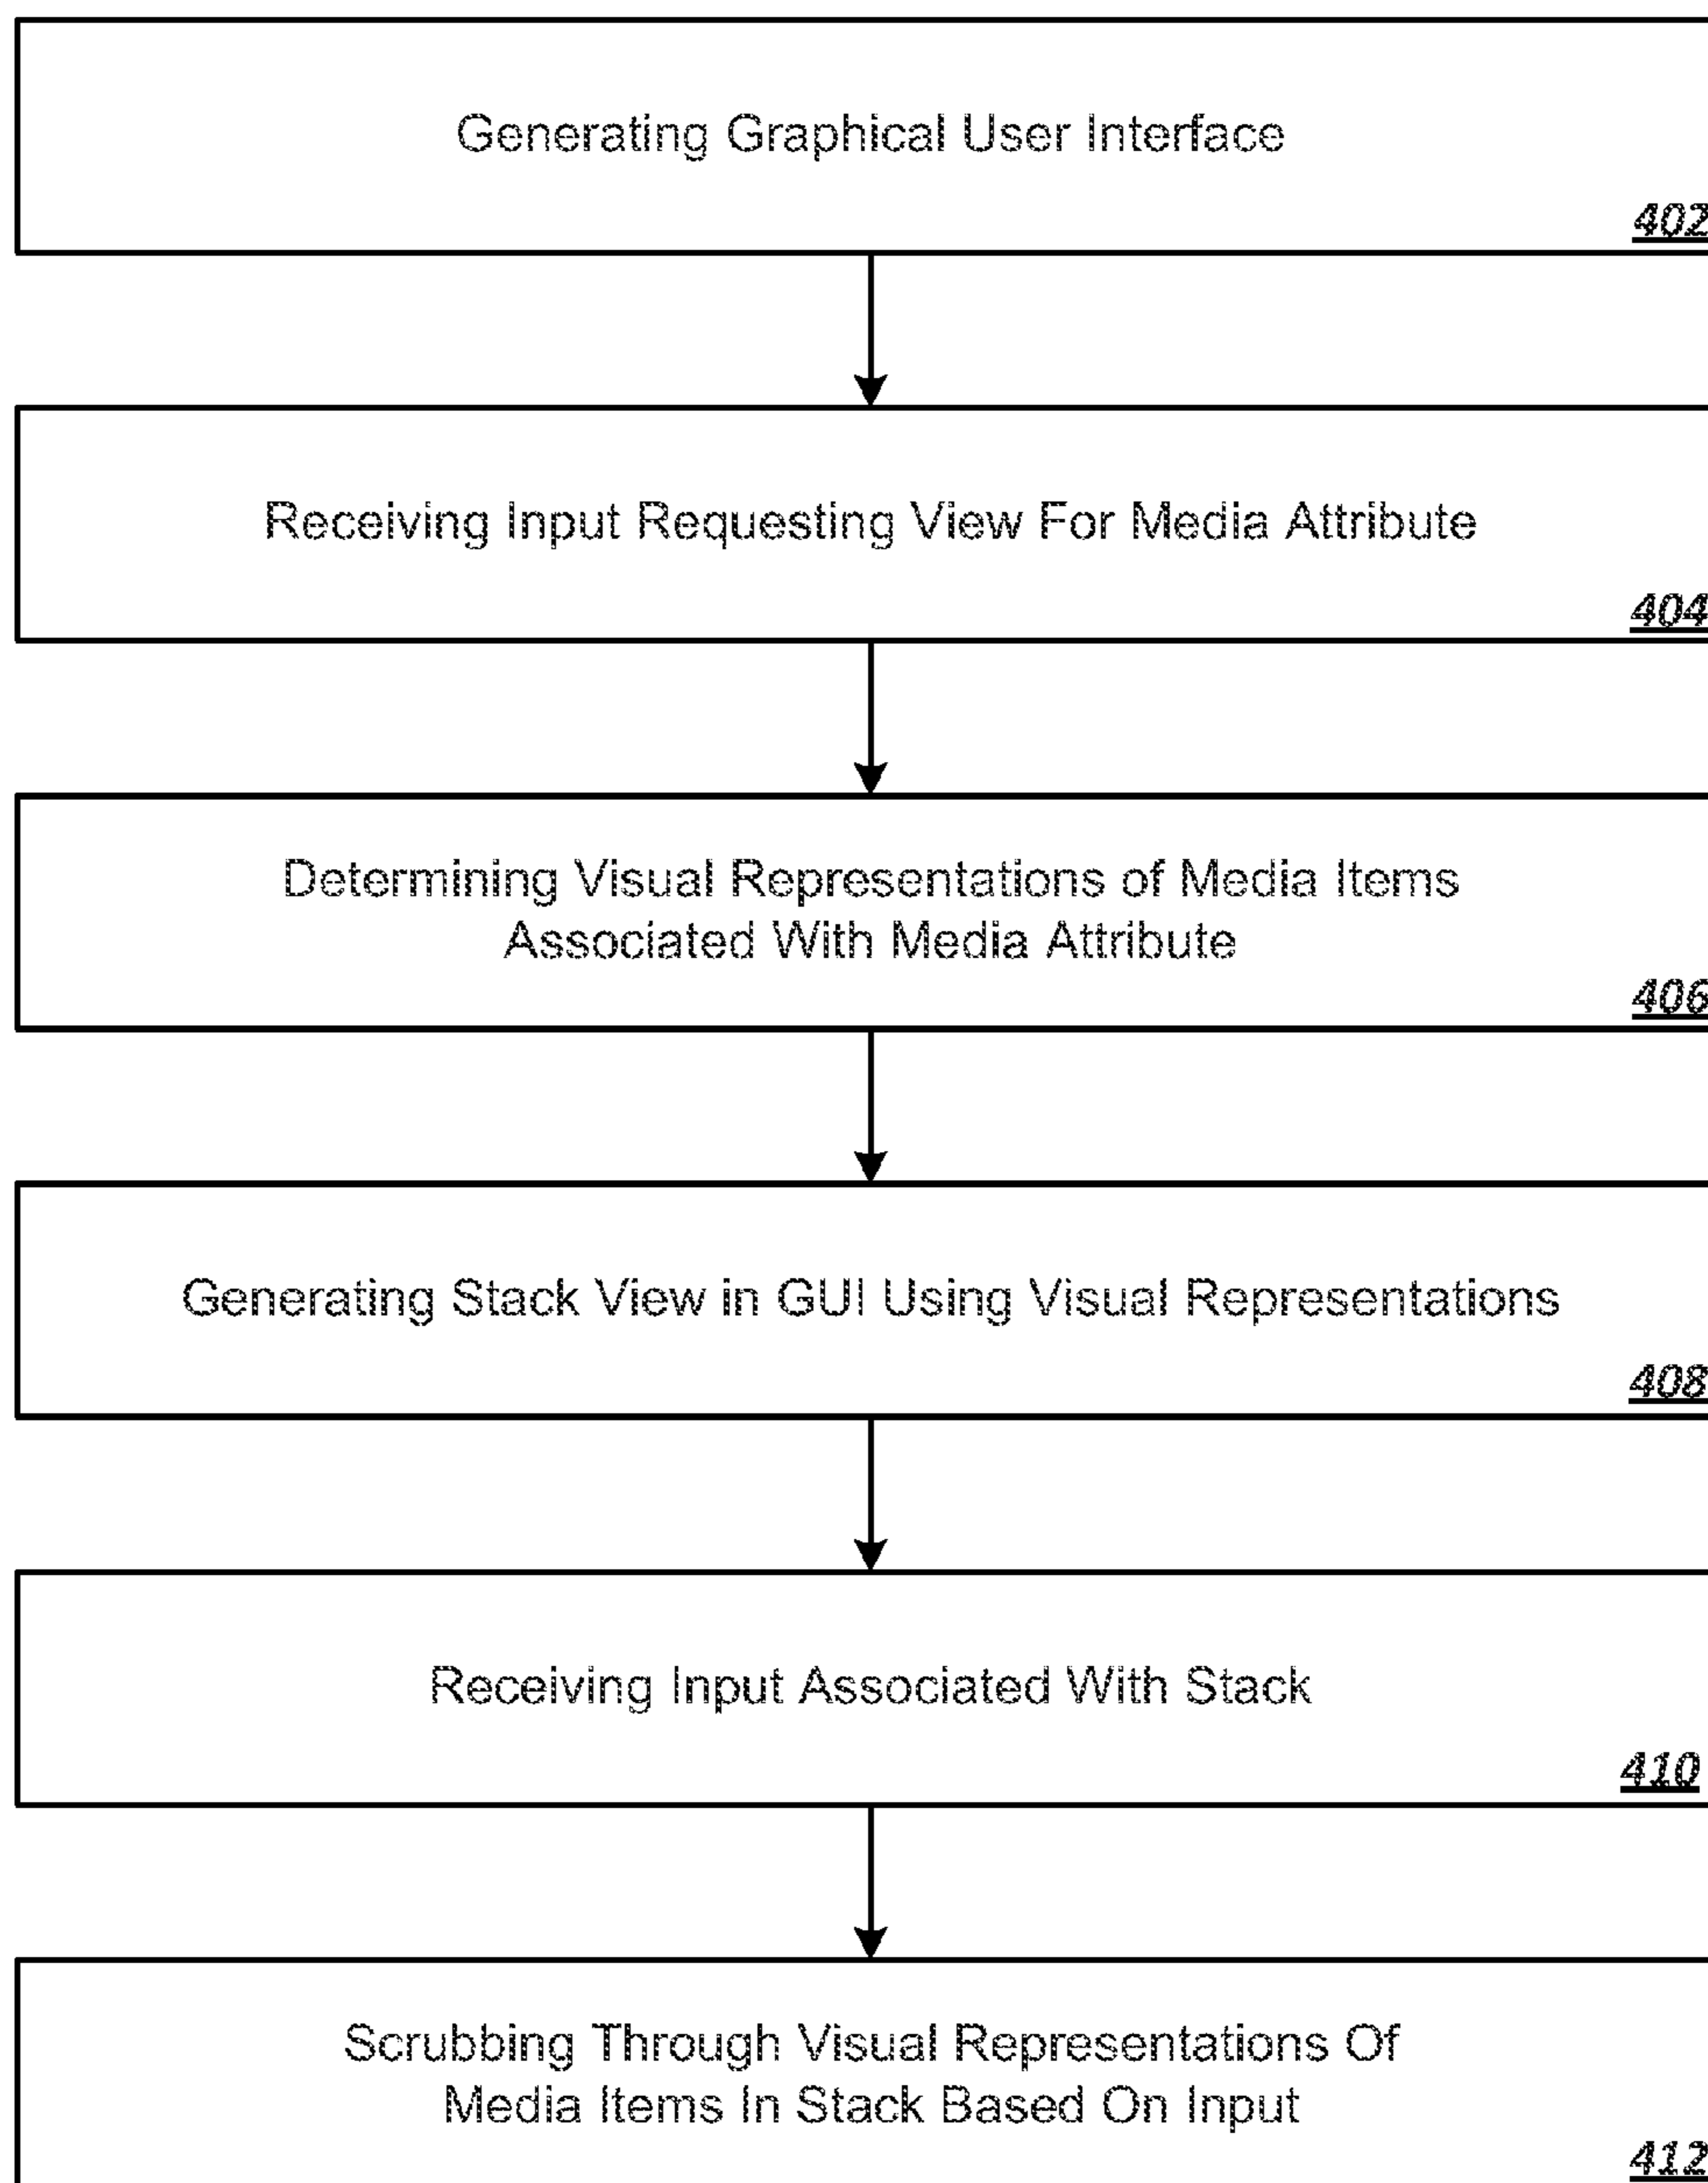 Generating Graphical User Interface
402
Receiving Input Requesting View For Media Attribute
404
Determining Visual Representations of Media Items
Associated With Media Attribute
406
Generating Stack View in GUI Using Visual Representations
408
Receiving Input Associated With Stack
410
Scrubbing Through Visual Representations Of
Media Items In Stack Based On Input
412